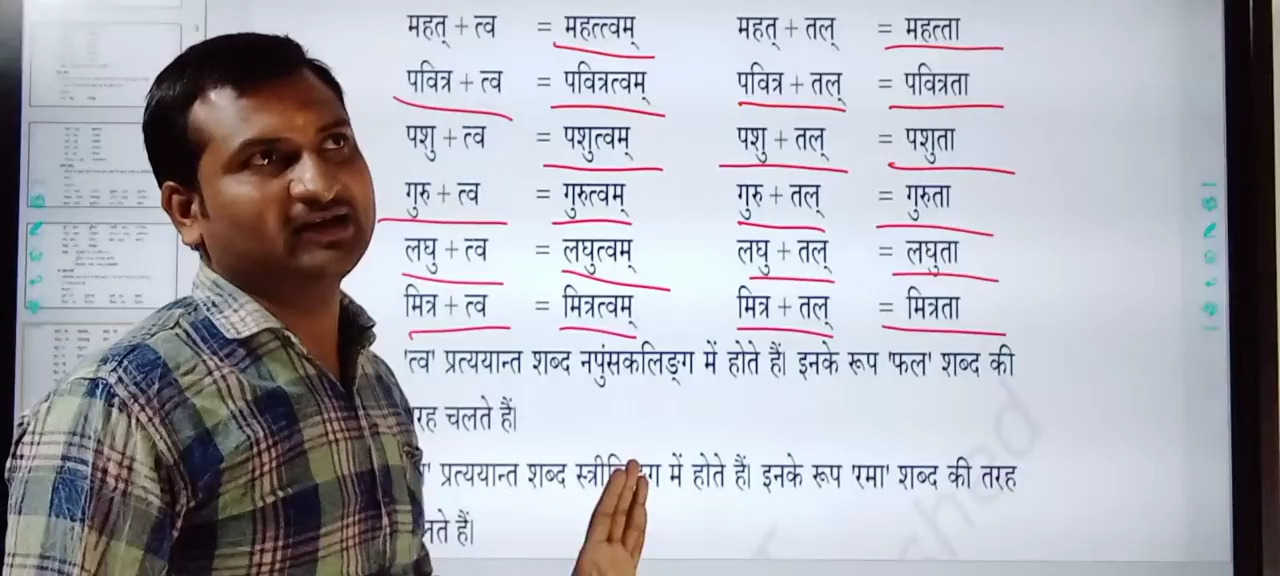 महत् + त्व = महत्त्वम् महत् + तल् = महत्ता
पवित्र + त्व = पवित्रत्वम् पवित्र + तल् = पवित्रता
पशु + त्व = पशुत्वम् पशु + तल् = पशुता
गुरु + त्व = गुरुत्वम् गुरु + तल् = गुरुता
लघु + त्व = लघुत्वम् लघु + तल् = लघुता
मित्र + त्व = मित्रत्वम् मित्र + तल् = मित्रता
'त्व' प्रत्ययान्त शब्द नपुंसकलिङ्ग में होते हैं। इनके रूप 'फल' शब्द की
रह चलते हैं।
प्रत्ययान्त शब्द में होते हैं। इनके रूप 'रमा' शब्द की तरह
हैं।